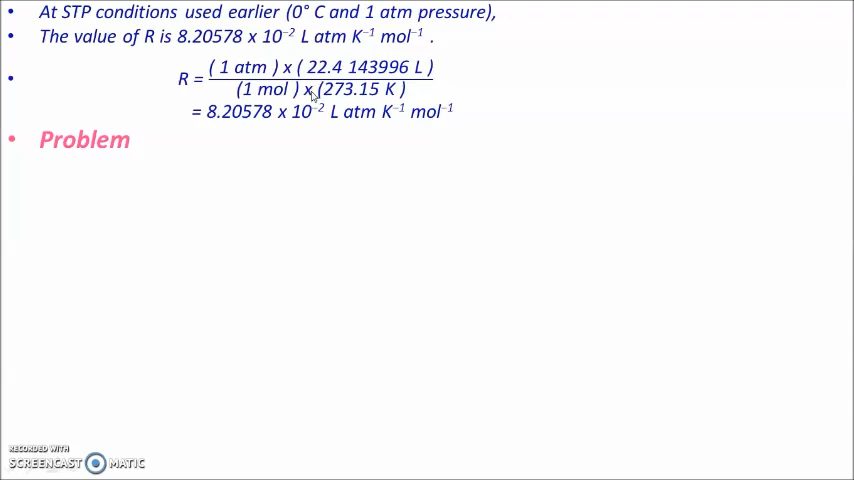 • At STP conditions used earlier (0° C and 1 atm pressure),
• The value of R is 8.20578 x 10⁻² L atm K⁻¹ mol⁻¹ .
• R = ( 1 atm ) x ( 22.4 143996 L )
(1 mol ) x (273.15 K )
= 8.20578 x 10⁻² L atm K⁻¹ mol⁻¹
• Problem
RECORDED WITH
SCREENCAST MATIC